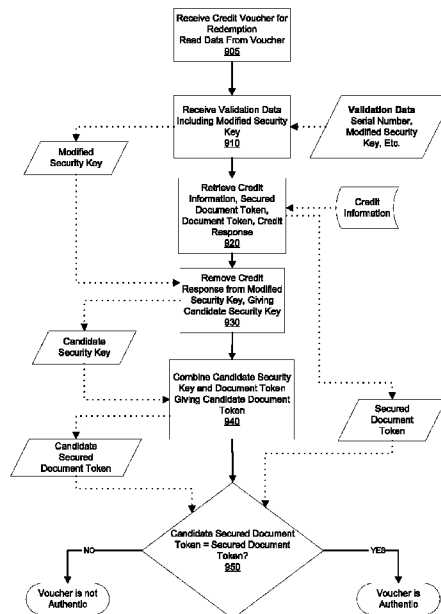 Receive Credit Voucher for
Redemption
Read Data From Voucher
905
Receive Validation Data
Including Modified Security
Key
910
Validation Data
Serial Number,
Modified Security
Key, Etc.
Modified
Security Key
Retrieve Credit
Information, Secured
Document Token,
Document Token, Credit
Response
920
Credit
Information
Remove Credit
Response from Modified
Security Key, Giving
Candidate Security Key
930
Candidate
Security Key
Combine Candidate Security
Key and Document Token
Giving Candidate Document
Token
940
Secured
Document
Token
Candidate
Secured
Document Token
Candidate Secured Document
Token = Secured Document
Token?
950
NO
YES
Voucher is not
Authentic
Voucher is
Authentic